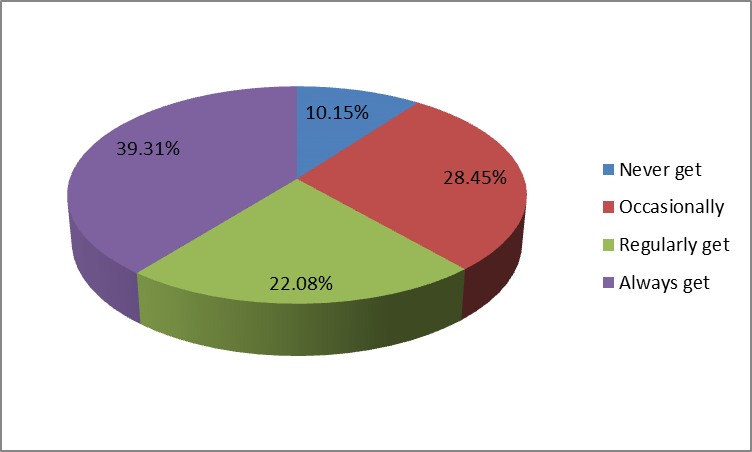 10.15%
39.31%
28.45%
22.08%
Never get
Occasionally
Regularly get
Always get